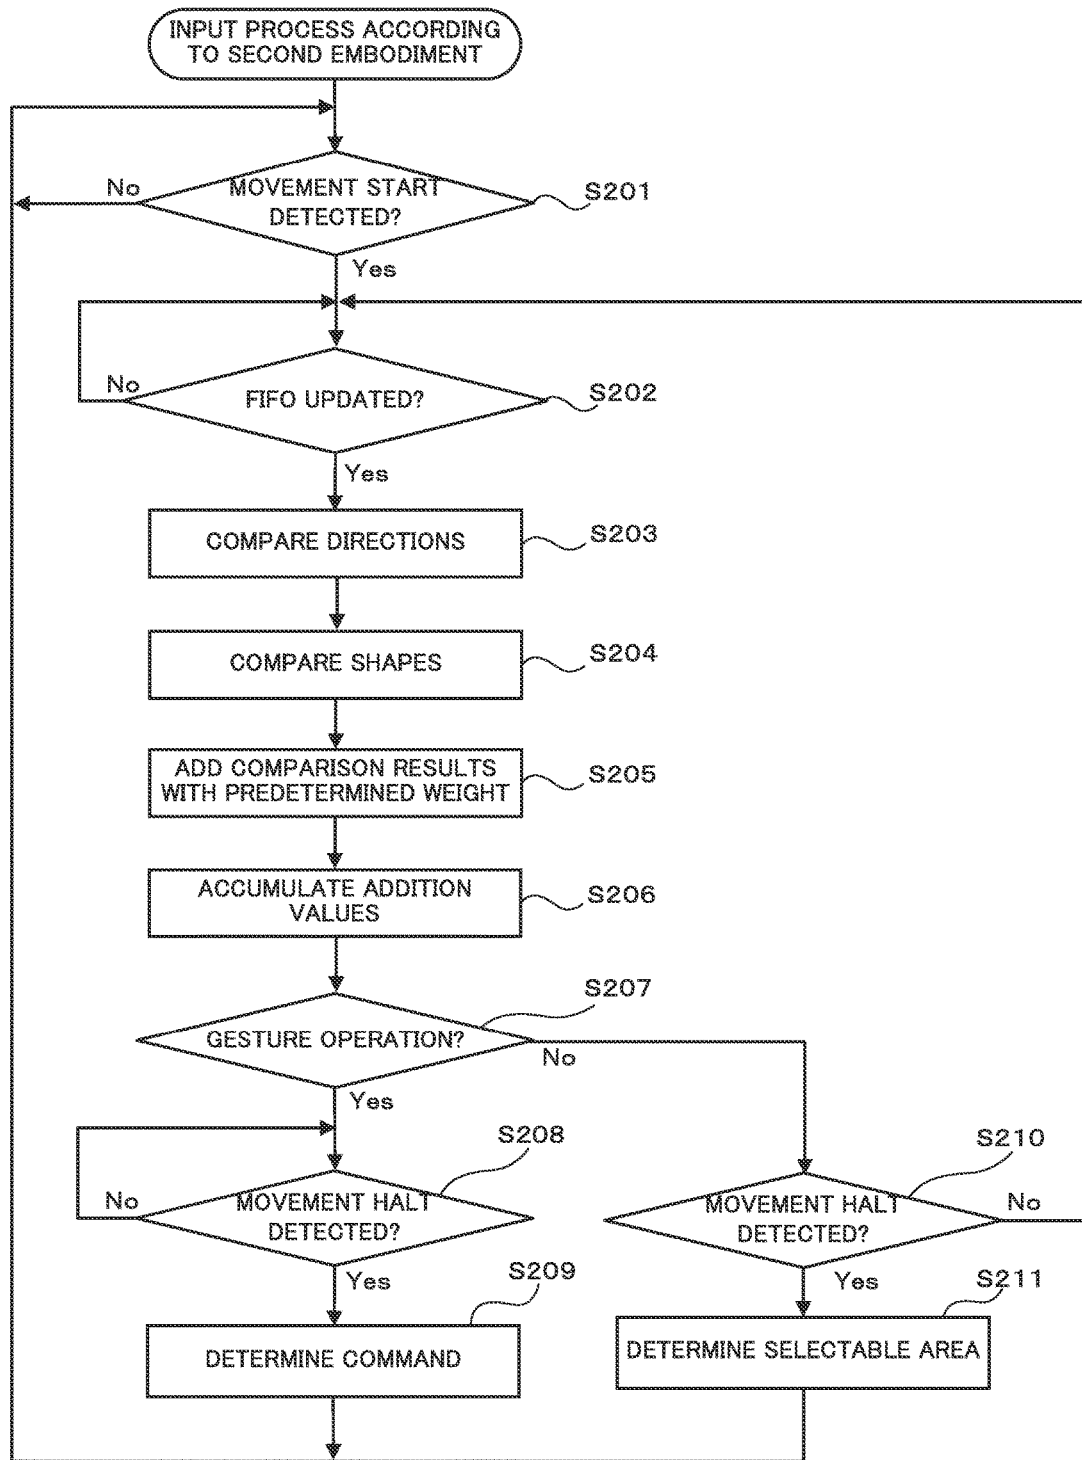 INPUT PROCESS ACCORDING
TO SECOND EMBODIMENT
No
MOVEMENT START
DETECTED?
S201
Yes
No
FIFO UPDATED?
S202
Yes
COMPARE DIRECTIONS
S203
COMPARE SHAPES
S204
ADD COMPARISON RESULTS
WITH PREDETERMINED WEIGHT
S205
ACCUMULATE ADDITION
VALUES
S206
S207
GESTURE OPERATION?
No
Yes
S208
No
MOVEMENT HALT
DETECTED?
Yes
S209
DETERMINE COMMAND
S210
MOVEMENT HALT
DETECTED?
No
Yes
S211
DETERMINE SELECTABLE AREA